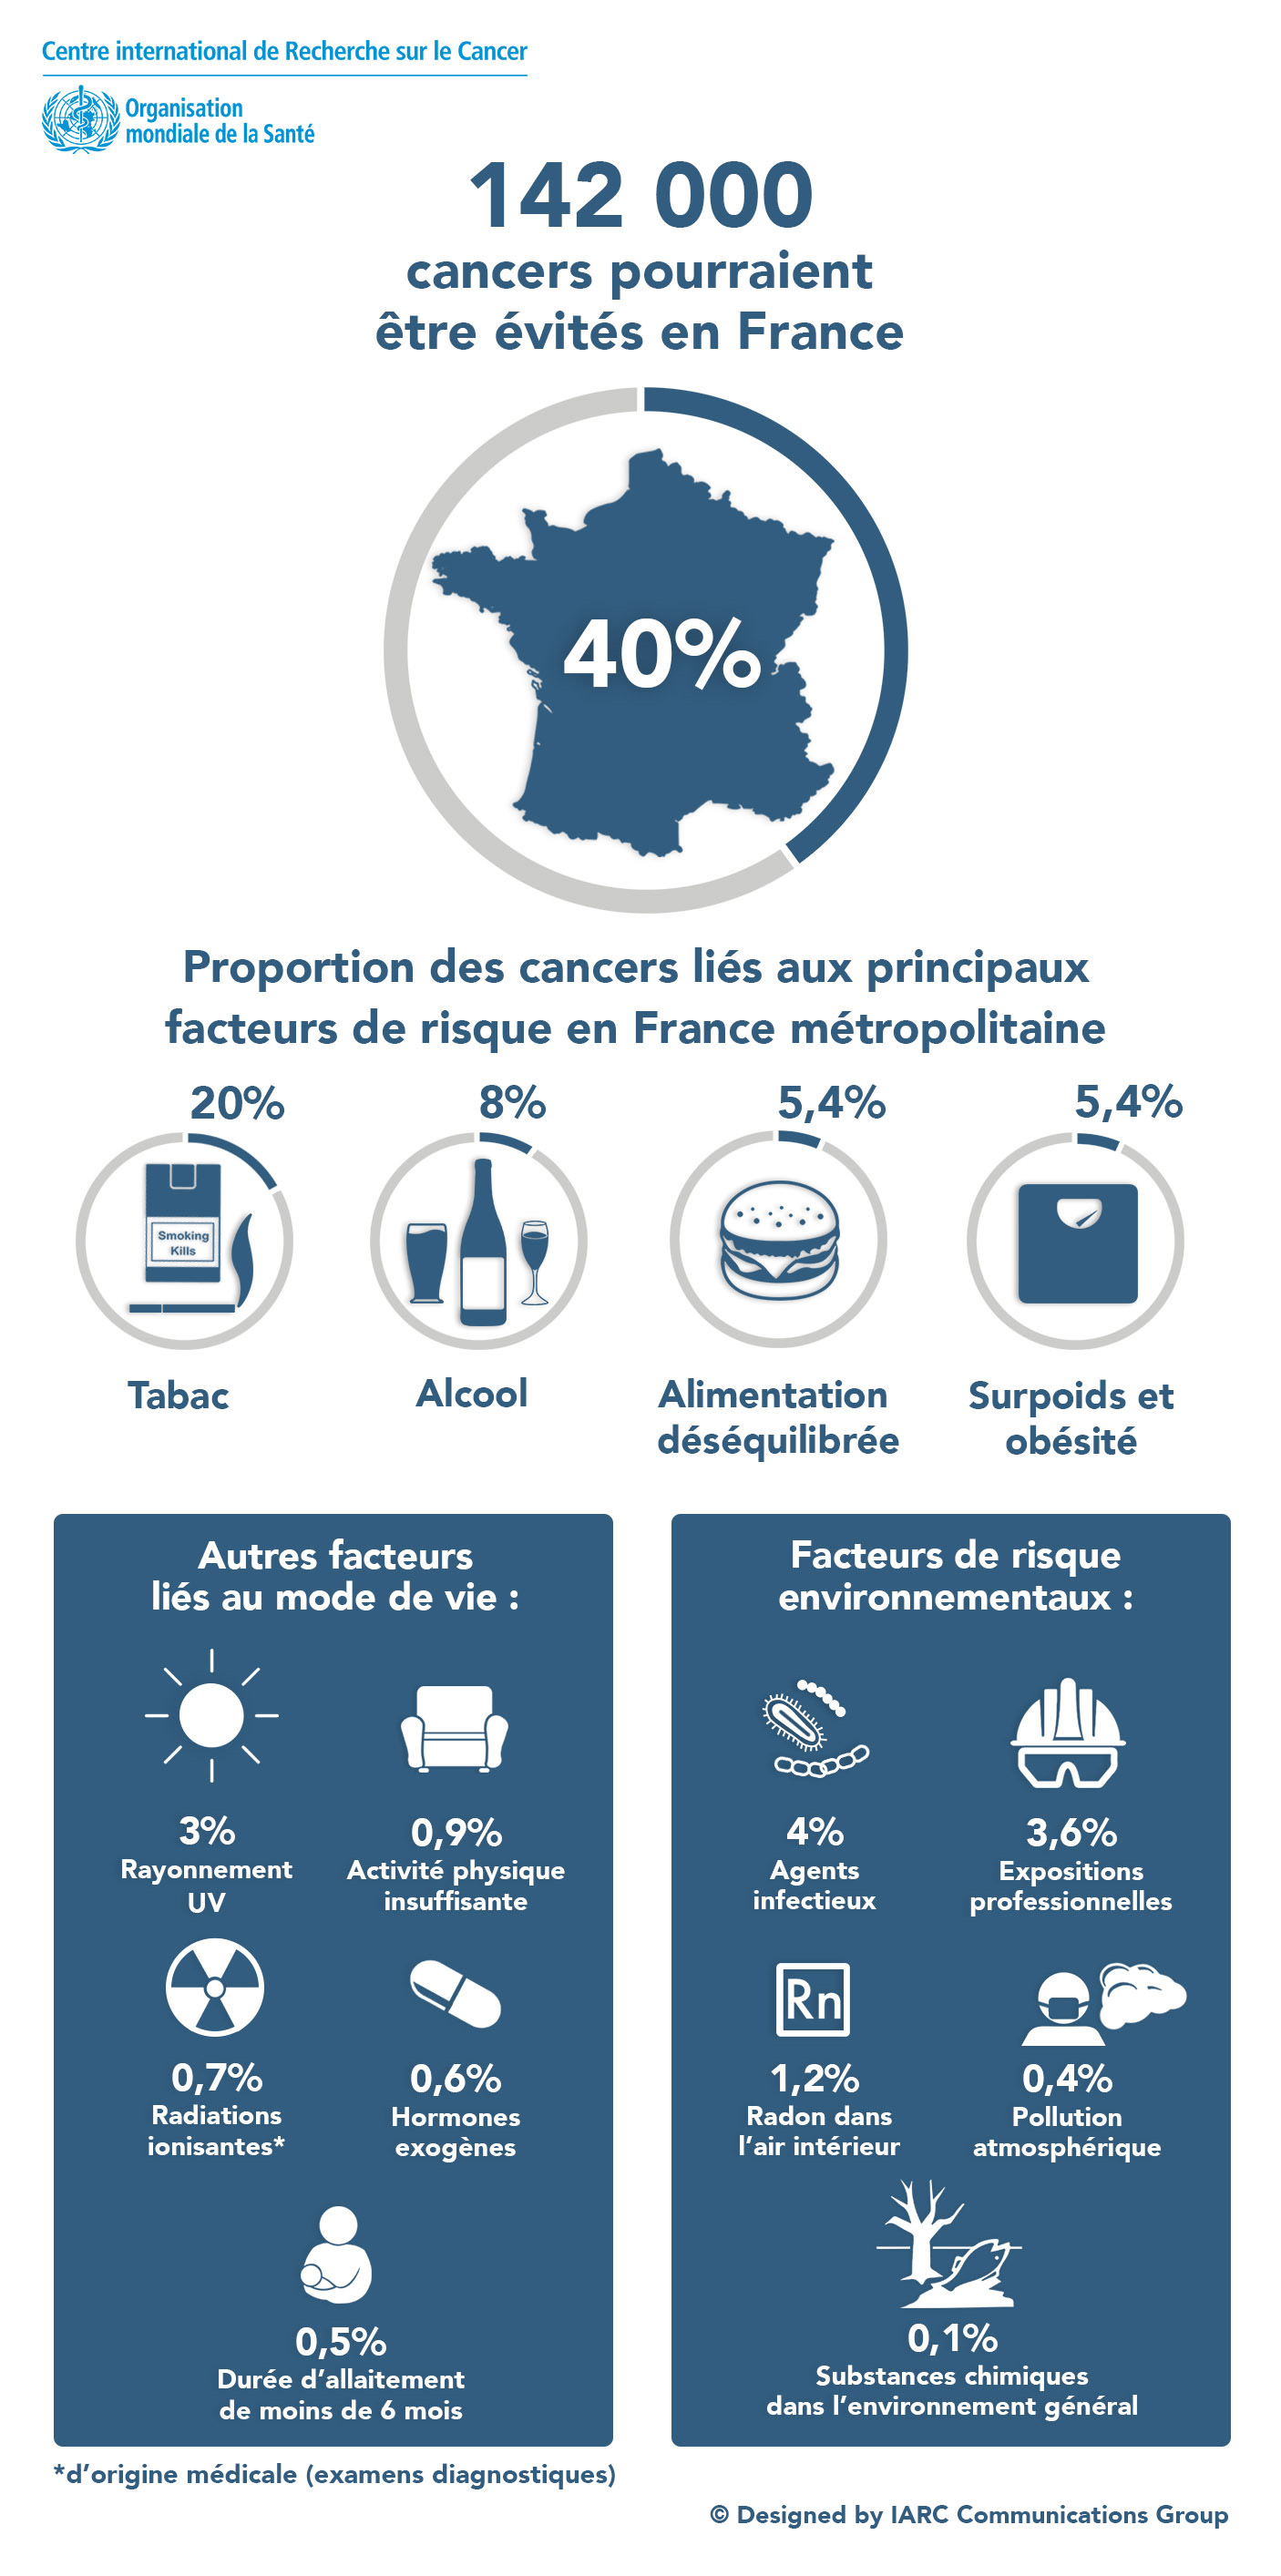 Centre international de Recherche sur le Cancer
Organisation
mondiale de la Santé
142 000
cancers pourraient
être évités en France
40%
Proportion des cancers liés aux principaux
facteurs de risque en France métropolitaine
20%
Smoking
Kills
Tabac
8%
Alcool
5,4%
Alimentation
déséquilibrée
5,4%
Surpoids et
obésité
Autres facteurs
liés au mode de vie :
3%
Rayonnement
UV
0,9%
Activité physique
insuffisante
0,7%
Radiations
ionisantes*
0,6%
Hormones
exogènes
0,5%
Durée d’allaitement
de moins de 6 mois
Facteurs de risque
environnementaux :
4%
Agents
infectieux
3,6%
Expositions
professionnelles
Rn
1,2%
Radon dans
l’air intérieur
0,4%
Pollution
atmosphérique
0,1%
Substances chimiques
dans l’environnement général
*d’origine médicale (examens diagnostiques)
© Designed by IARC Communications Group